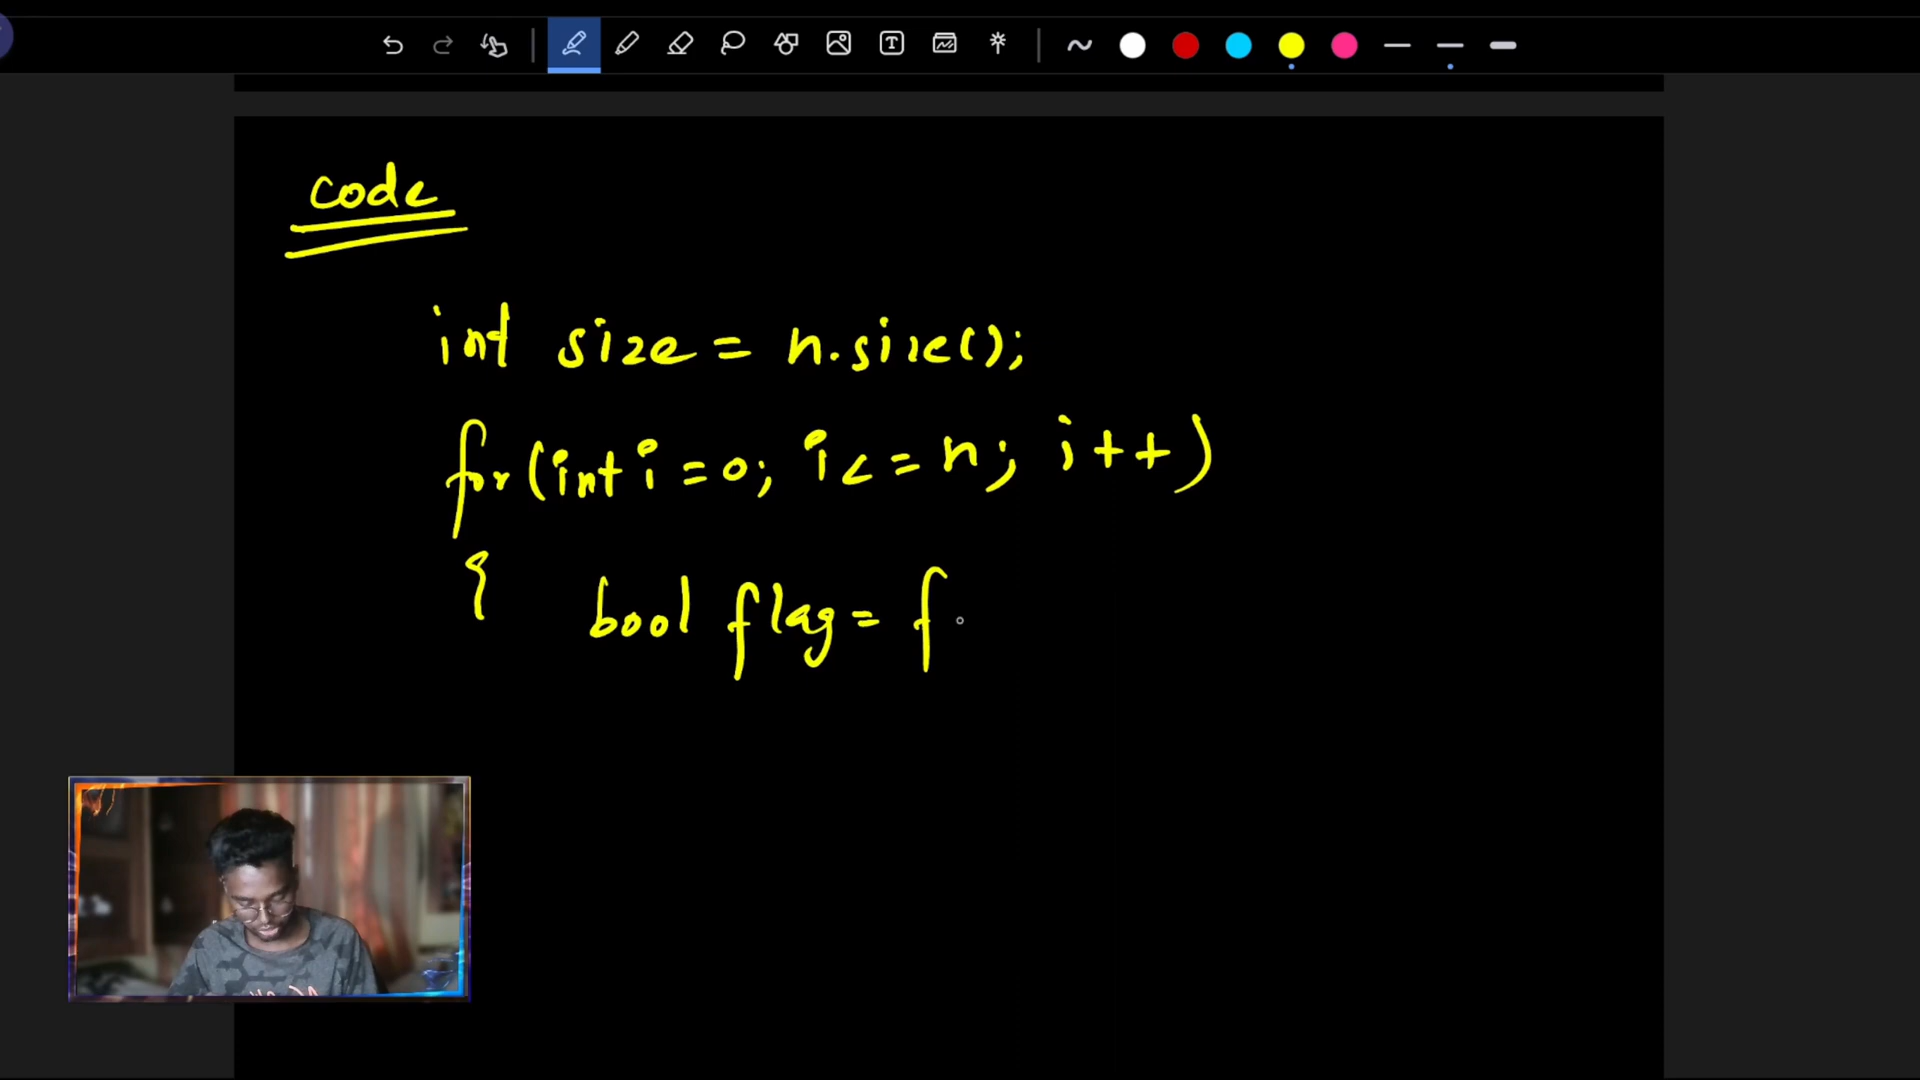 code
int size = n.size();
for(int i=0; i<=n; i++)
{ bool flag= f